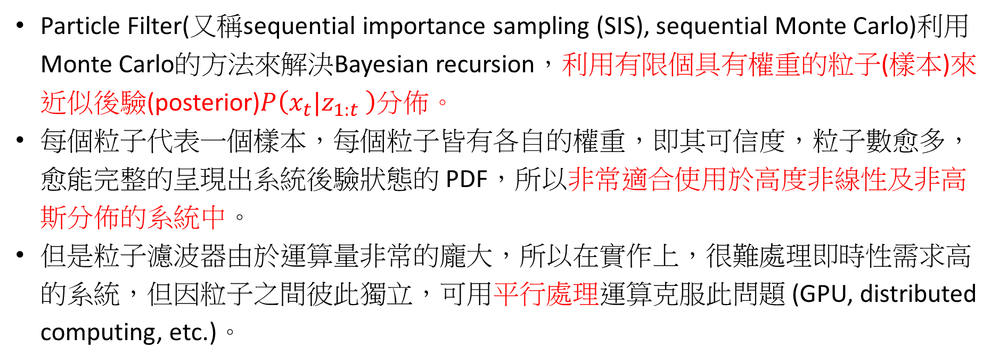 • Particle Filter(又稱sequential importance sampling (SIS), sequential Monte Carlo)利用
Monte Carlo的方法來解決Bayesian recursion，利用有限個具有權重的粒子(樣本)來
近似後驗(posterior)P(x_t|z_{1:t})分佈。
• 每個粒子代表一個樣本，每個粒子皆有各自的權重，即其可信度，粒子數愈多，
愈能完整的呈現出系統後驗狀態的 PDF，所以非常適合使用於高度非線性及非高
斯分佈的系統中。
• 但是粒子濾波器由於運算量非常的龐大，所以在實作上，很難處理即時性需求高
的系統，但因粒子之間彼此獨立，可用平行處理運算克服此問題 (GPU, distributed
computing, etc.)。